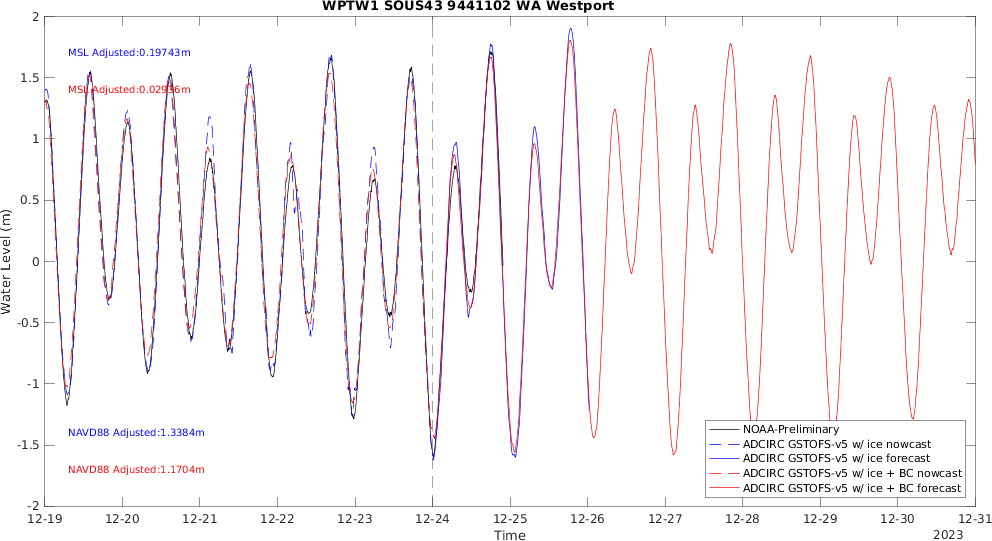 WPTW1 SOUS43 9441102 WA Westport
MSL Adjusted:0.19743m
MSL Adjusted:0.02936m
NAVD88 Adjusted:1.3384m
NAVD88 Adjusted:1.1704m
Water Level (m)
2
1.5
1
0.5
0
-0.5
-1
-1.5
-2
NOAA-Preliminary
ADCIRC GSTOFS-v5 w/ ice nowcast
ADCIRC GSTOFS-v5 w/ ice forecast
ADCIRC GSTOFS-v5 w/ ice + BC nowcast
ADCIRC GSTOFS-v5 w/ ice + BC forecast
12-19 12-20 12-21 12-22 12-23 12-24 12-25 12-26 12-27 12-28 12-29 12-30 12-31
Time
2023